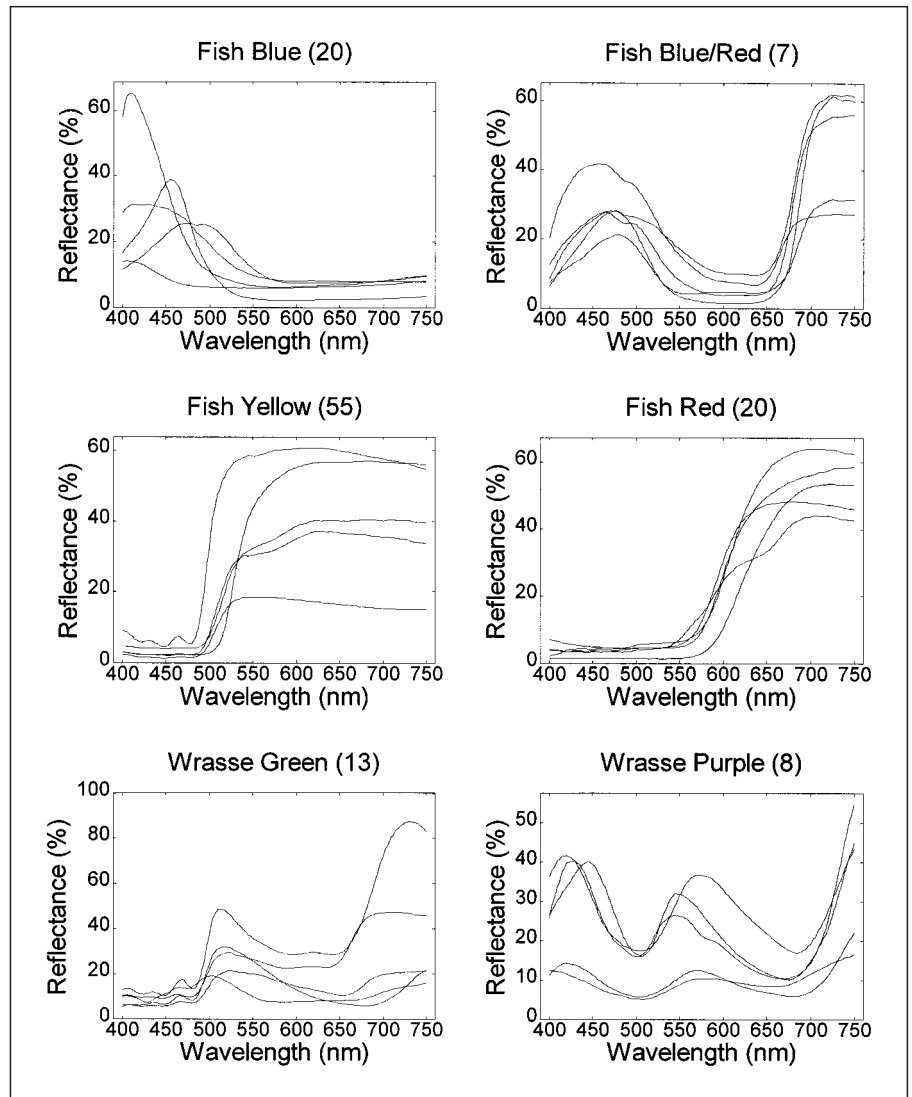 Fish Blue (20)
Reflectance (%)
60
40
20
0
400 450 500 550 600 650 700 750
Wavelength (nm)
Fish Blue/Red (7)
Reflectance (%)
60
40
20
0
400 450 500 550 600 650 700 750
Wavelength (nm)
Fish Yellow (55)
Reflectance (%)
60
40
20
0
400 450 500 550 600 650 700 750
Wavelength (nm)
Fish Red (20)
Reflectance (%)
60
40
20
0
400 450 500 550 600 650 700 750
Wavelength (nm)
Wrasse Green (13)
Reflectance (%)
100
80
60
40
20
0
400 450 500 550 600 650 700 750
Wavelength (nm)
Wrasse Purple (8)
Reflectance (%)
50
40
30
20
10
0
400 450 500 550 600 650 700 750
Wavelength (nm)